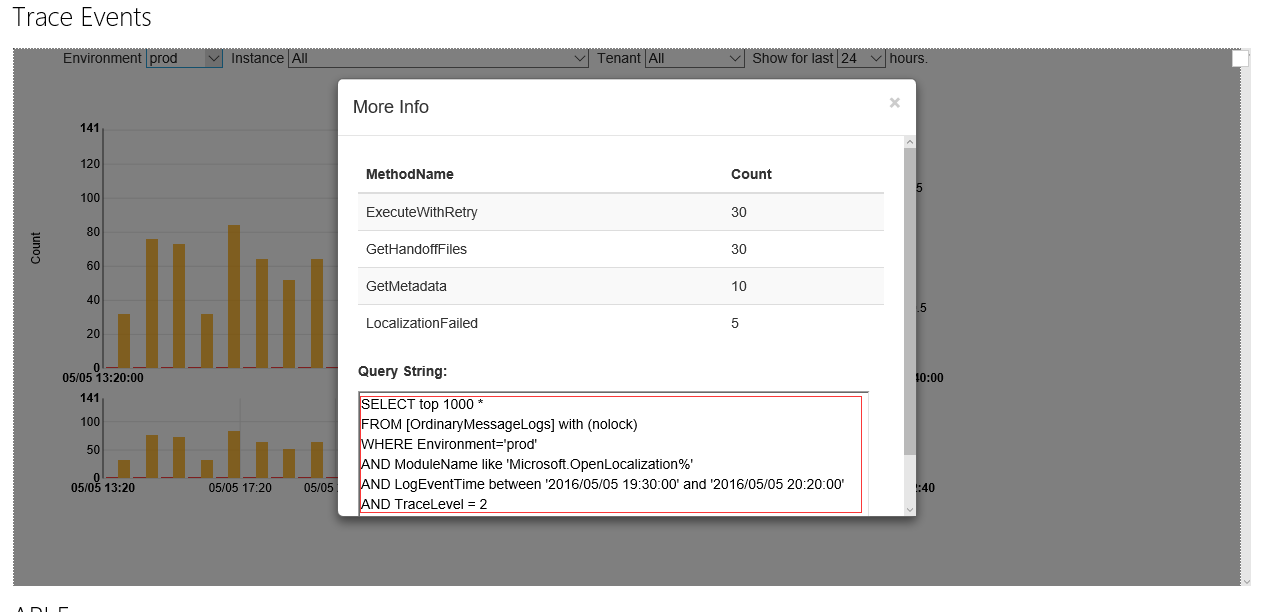 Trace Events
Environment prod Instance All Tenant All Show for last 24 hours.
More Info ×
141
120
100
80
60
40
20
0
Count
05/05 13:20:00
141
100
50
0
05/05 13:20 05/05 17:20 05/05
MethodName Count
ExecuteWithRetry 30
GetHandoffFiles 30
GetMetadata 10
LocalizationFailed 5
Query String:
SELECT top 1000 *
FROM [OrdinaryMessageLogs] with (nolock)
WHERE Environment='prod'
AND ModuleName like 'Microsoft.OpenLocalization%'
AND LogEventTime between '2016/05/05 19:30:00' and '2016/05/05 20:20:00'
AND TraceLevel = 2
5
.5
40:00
:40